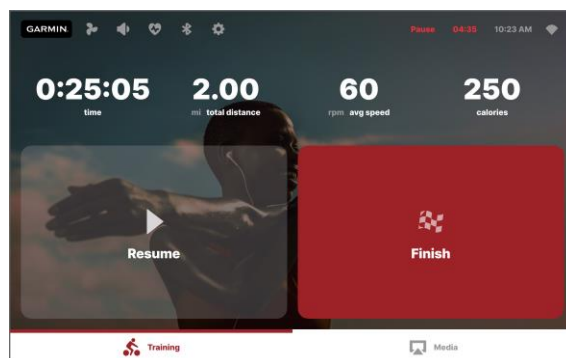 GARMIN
Pause 04:35 10:23 AM
0:25:05 2.00 60 250
time mi total distance rpm avg speed calories
Resume Finish
Training Media